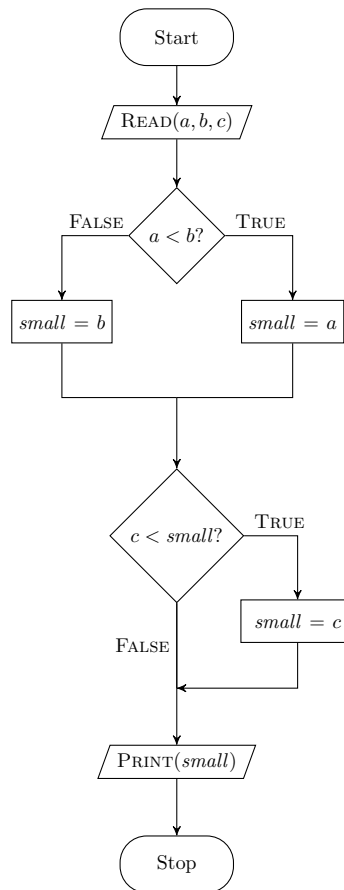 Start
READ(a, b, c)
FALSE
TRUE
a < b?
small = b
small = a
c < small?
TRUE
small = c
FALSE
PRINT(small)
Stop